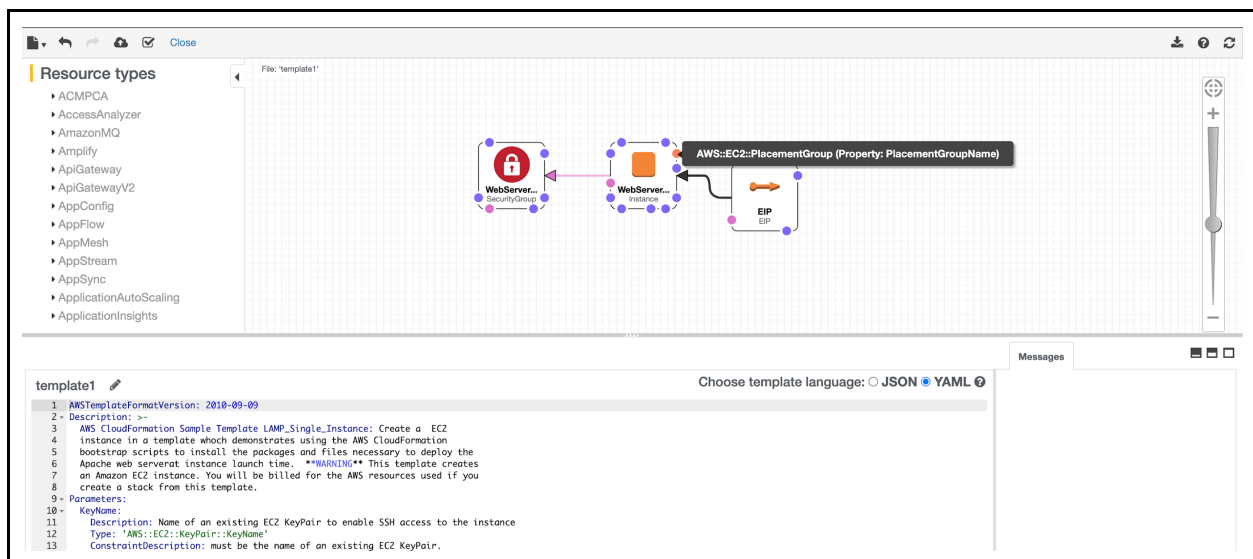 Close
Resource types
File: 'template1'
ACMPCA
AccessAnalyzer
AmazonMQ
Amplify
ApiGateway
ApiGatewayV2
AppConfig
AppFlow
AppMesh
AppStream
AppSync
ApplicationAutoScaling
ApplicationInsights
AWS::EC2::PlacementGroup (Property: PlacementGroupName)
WebServer...
SecurityGroup
WebServer...
Instance
EIP
EIP
Messages
template1
Choose template language: JSON YAML
1 AWSTemplateFormatVersion: 2010-09-09
2 Description: >-
3 AWS CloudFormation Sample Template LAMP_Single_Instance: Create a EC2
4 instance in a template whoch demonstrates using the AWS CloudFormation
5 bootstrap scripts to install the packages and files necessary to deploy the
6 Apache web serverat instance launch time. **WARNING** This template creates
7 an Amazon EC2 instance. You will be billed for the AWS resources used if you
8 create a stack from this template.
9 Parameters:
10 KeyName:
11 Description: Name of an existing EC2 KeyPair to enable SSH access to the instance
12 Type: 'AWS::EC2::KeyPair::KeyName'
13 ConstraintDescription: must be the name of an existing EC2 KeyPair.